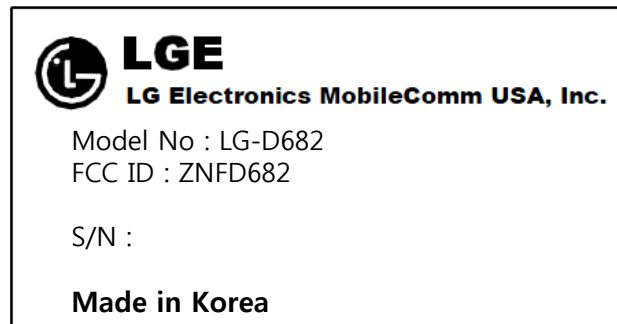 LGE
LG Electronics MobileComm USA, Inc.
Model No : LG-D682
FCC ID : ZNFD682
S/N :
Made in Korea